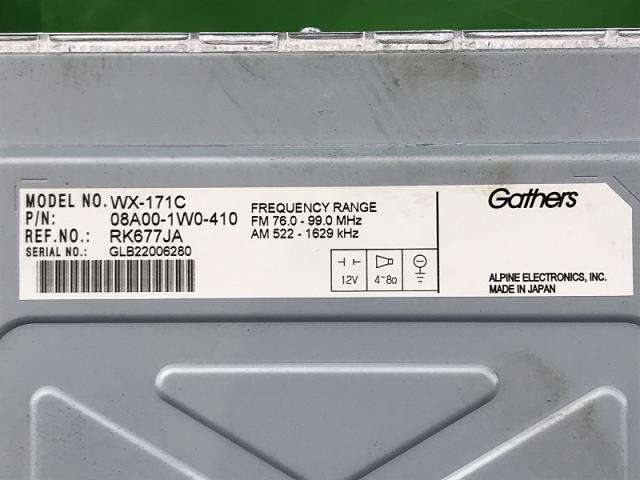 MODEL NO. WX-171C
P/N: 08A00-1W0-410
REF.NO.: RK677JA
SERIAL NO.: GLB22006280
FREQUENCY RANGE
FM 76.0 - 99.0 MHz
AM 522 - 1629 kHz
12V 4~8Ω
Gathers
ALPINE ELECTRONICS, INC.
MADE IN JAPAN